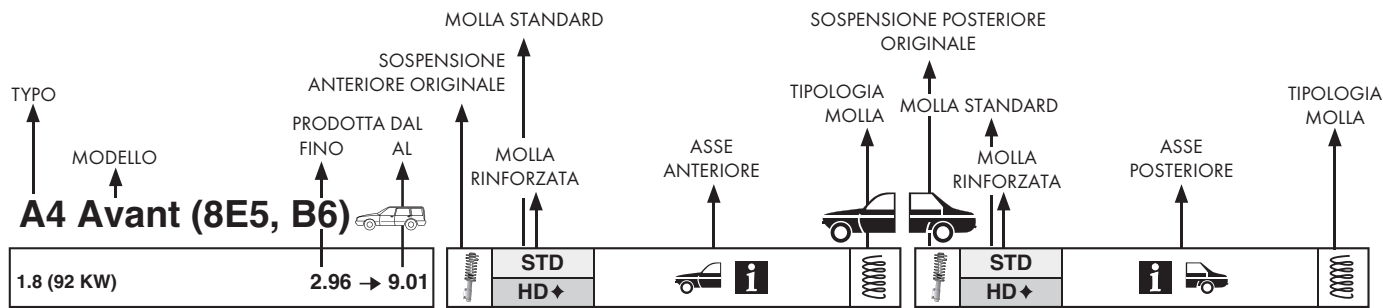 MOLLA STANDARD
SOSPENSIONE POSTERIORE
ORIGINALE
SOSPENSIONE
ANTERIORE ORIGINALE
TYPO
TIPOLOGIA
MOLLA
MOLLA STANDARD
TIPOLOGIA
MOLLA
PRODOTTA DAL
FINO AL
MODELLO
MOLLA
RINFORZATA
ASSE
ANTERIORE
MOLLA
RINFORZATA
ASSE
POSTERIORE
A4 Avant (8E5, B6)
1.8 (92 KW) 2.96 → 9.01
STD
HD✦
i
STD
HD✦
i